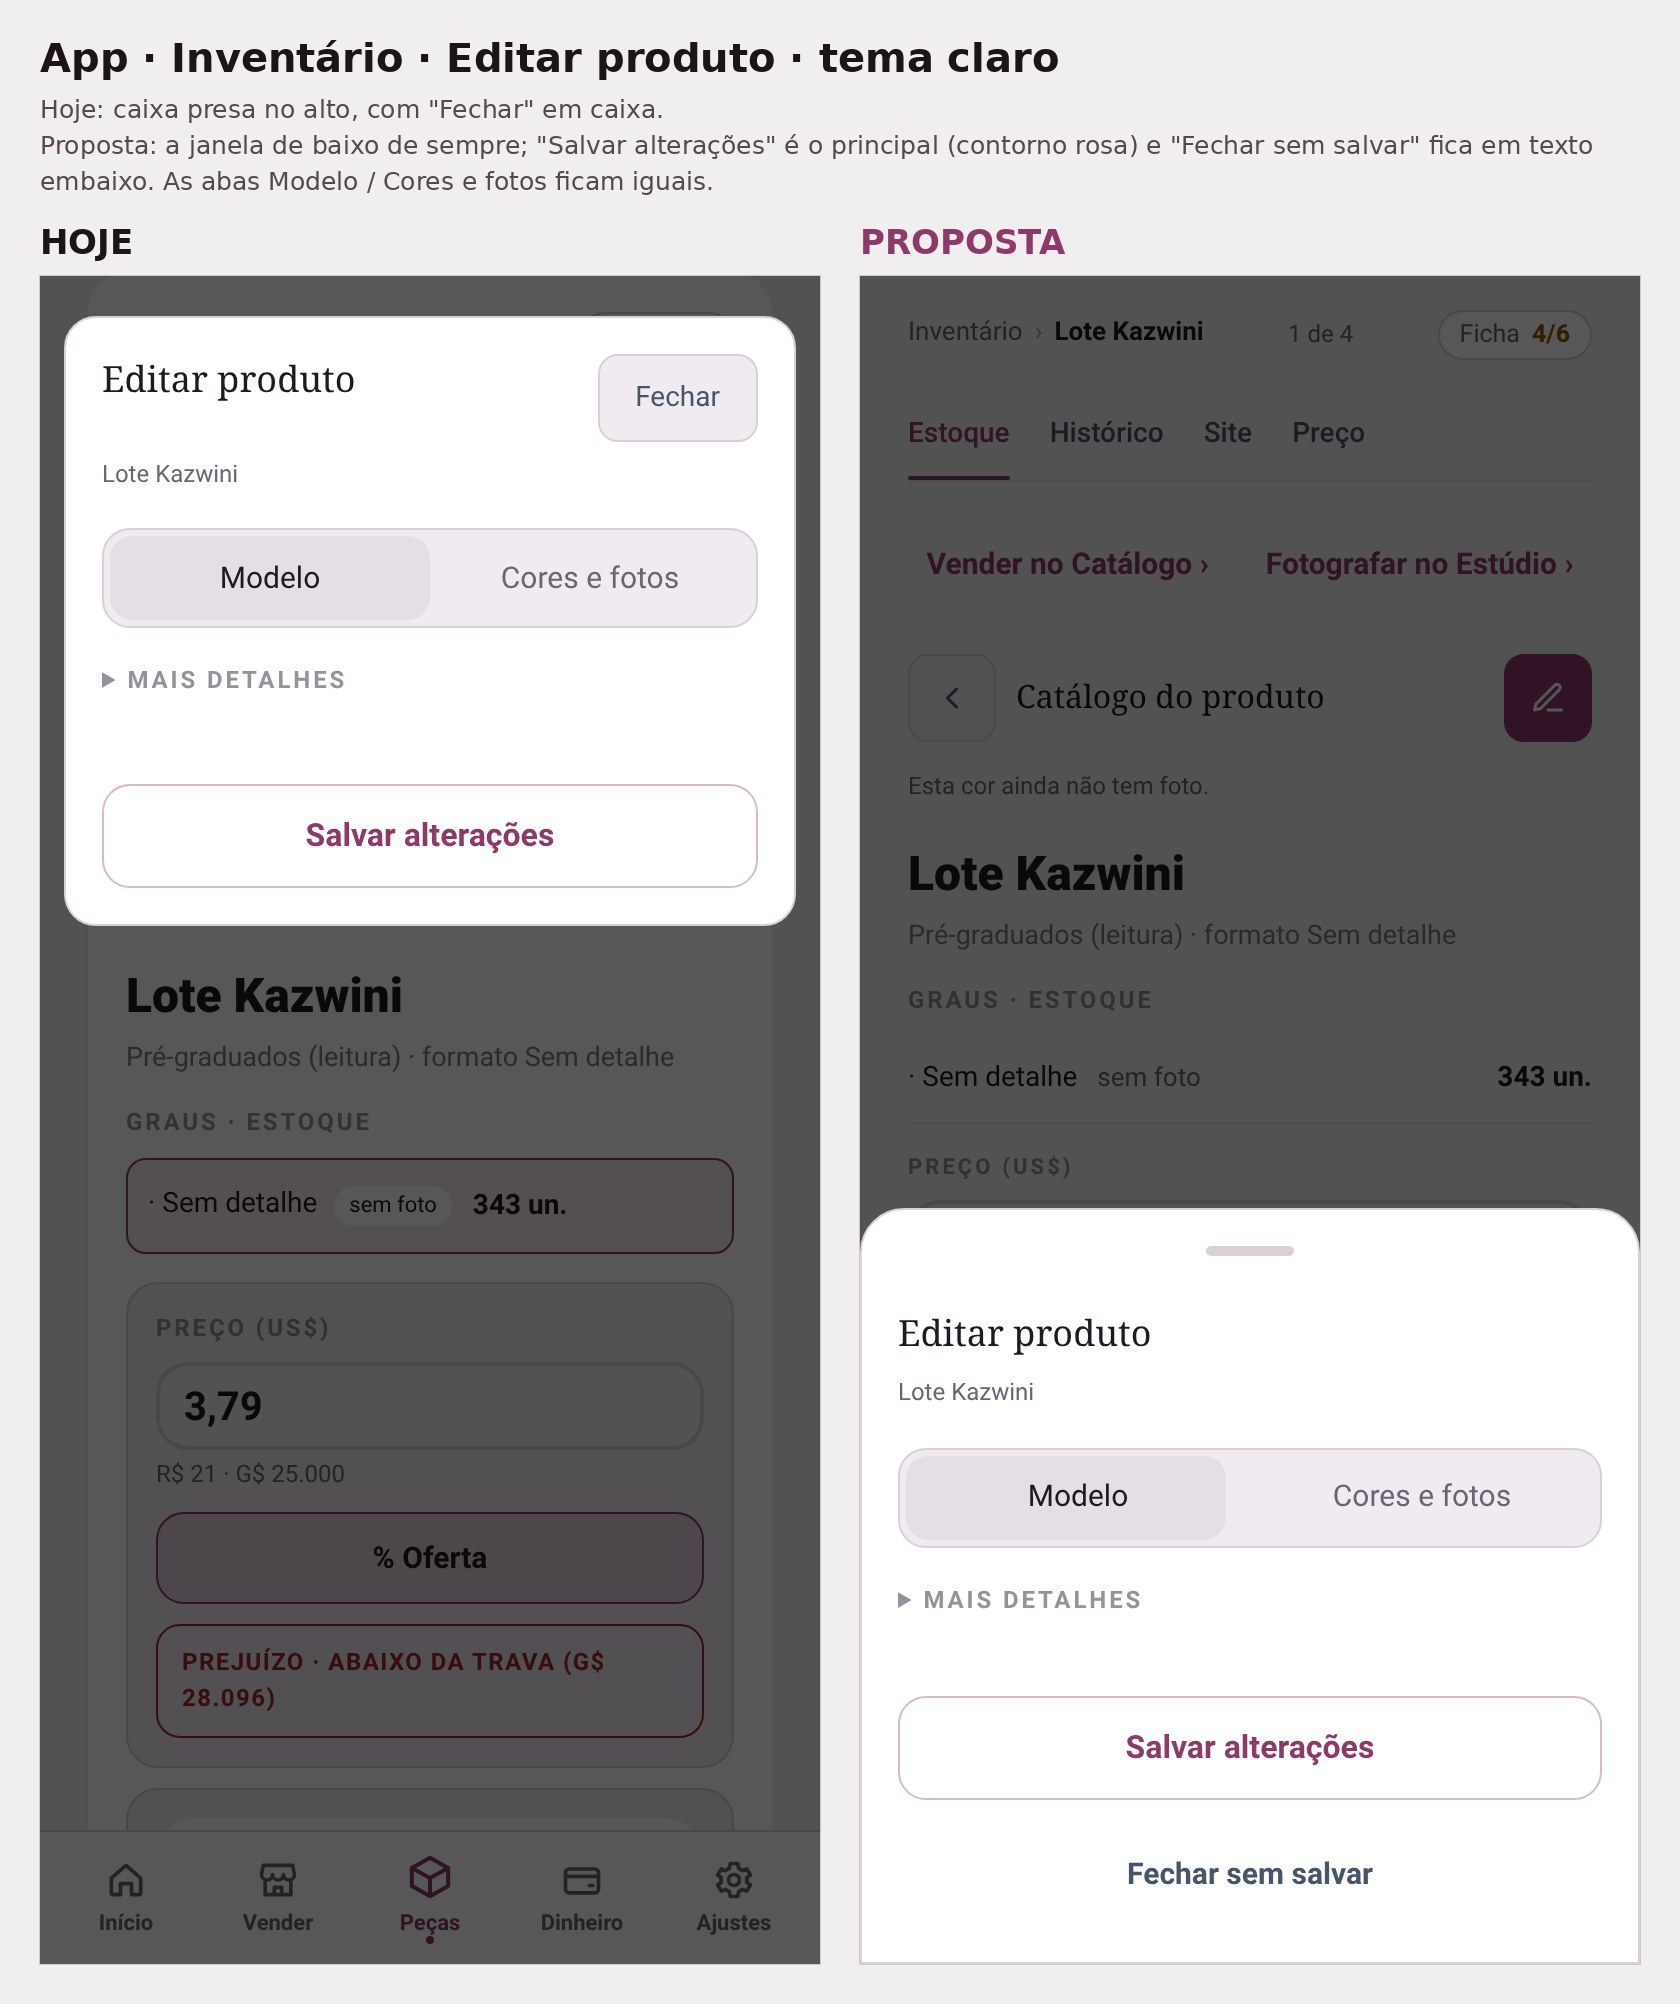 App · Inventário · Editar produto · tema claro
Hoje: caixa presa no alto, com "Fechar" em caixa.
Proposta: a janela de baixo de sempre; "Salvar alterações" é o principal (contorno rosa) e "Fechar sem salvar" fica em texto
embaixo. As abas Modelo / Cores e fotos ficam iguais.
HOJE
Editar produto
Fechar
Lote Kazwini
Modelo
Cores e fotos
▶ MAIS DETALHES
Salvar alterações
Lote Kazwini
Pré-graduados (leitura) · formato Sem detalhe
GRAUS · ESTOQUE
· Sem detalhe sem foto 343 un.
PREÇO (US$)
3,79
R$ 21 · G$ 25.000
% Oferta
PREJUÍZO · ABAIXO DA TRAVA (G$
28.096)
Início Vender Peças Dinheiro Ajustes
PROPOSTA
Inventário › Lote Kazwini 1 de 4 Ficha 4/6
Estoque Histórico Site Preço
Vender no Catálogo › Fotografar no Estúdio ›
Catálogo do produto
Esta cor ainda não tem foto.
Lote Kazwini
Pré-graduados (leitura) · formato Sem detalhe
GRAUS · ESTOQUE
· Sem detalhe sem foto 343 un.
PREÇO (US$)
Editar produto
Lote Kazwini
Modelo
Cores e fotos
▶ MAIS DETALHES
Salvar alterações
Fechar sem salvar